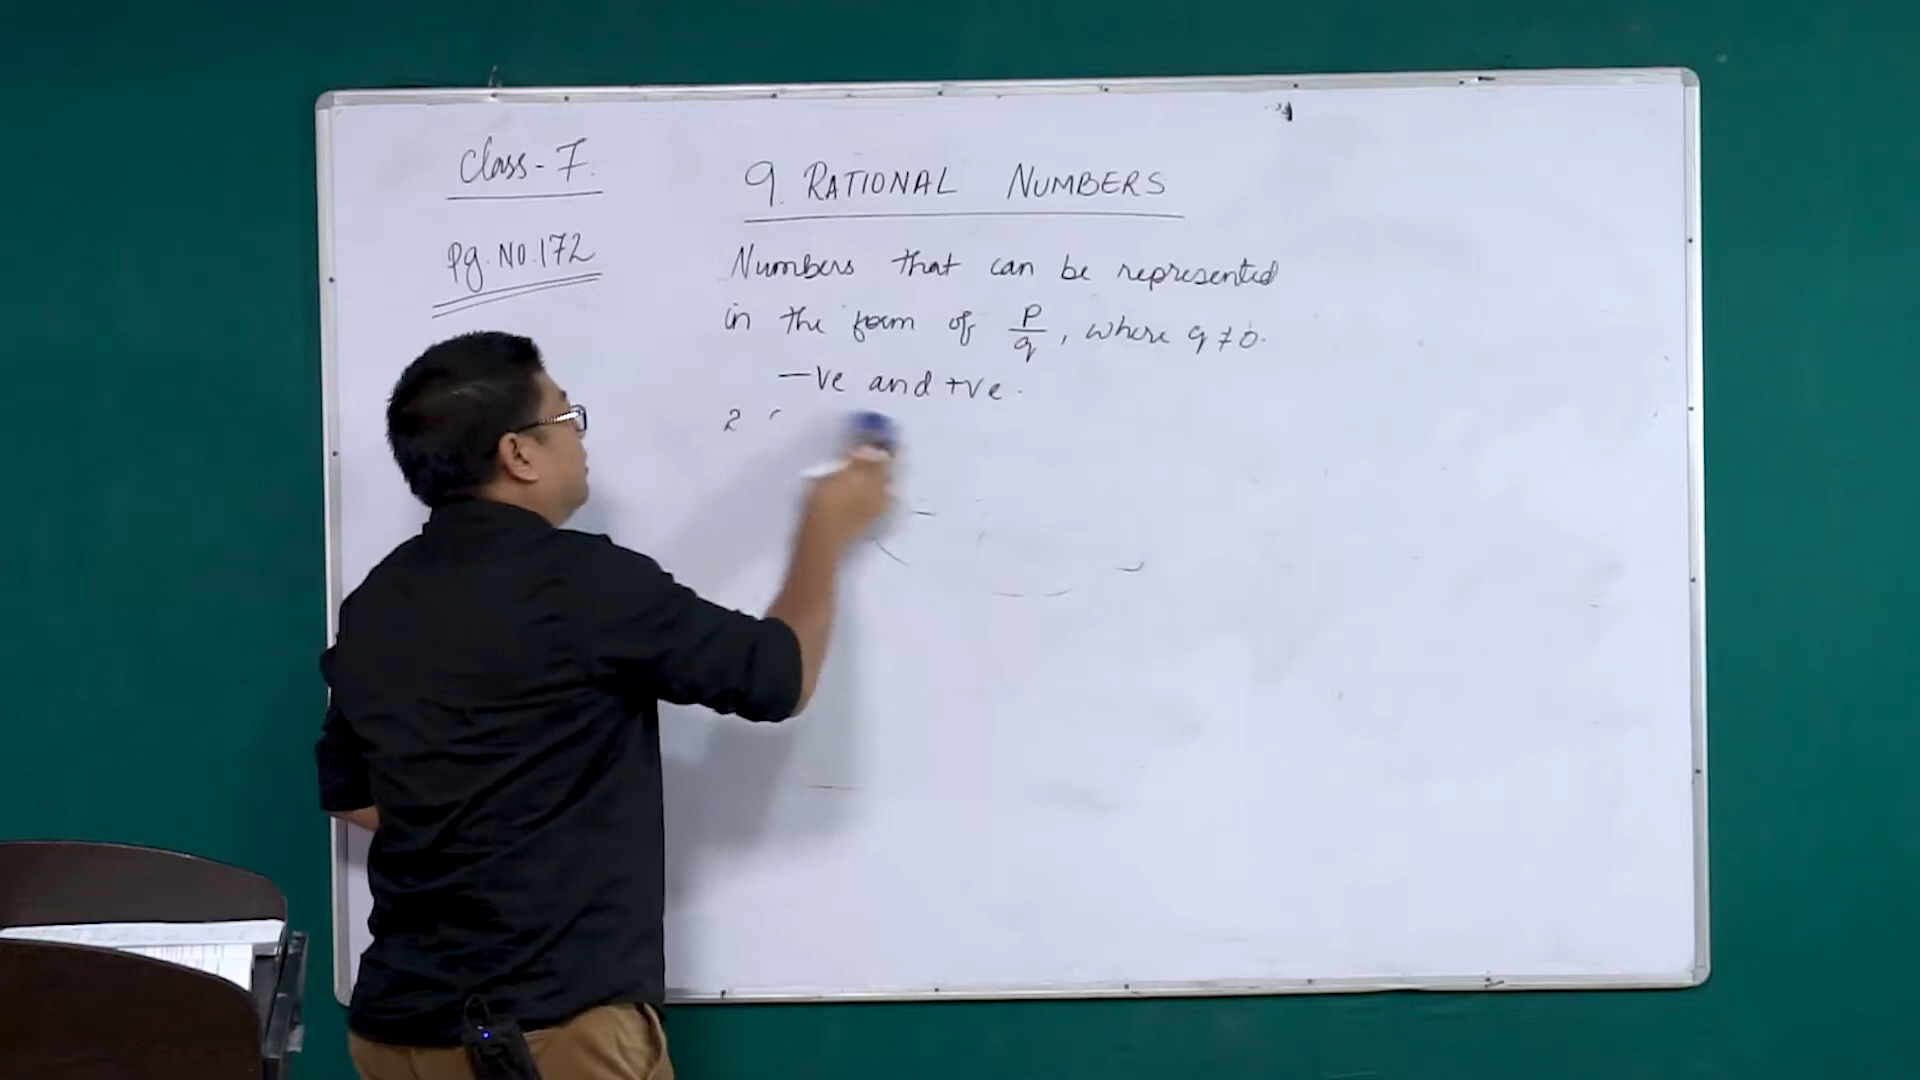 Class-7.
Pg.No.172
9. RATIONAL NUMBERS
Numbers that can be represented
in the form of p/q, where q ≠ 0.
-ve and +ve.
2